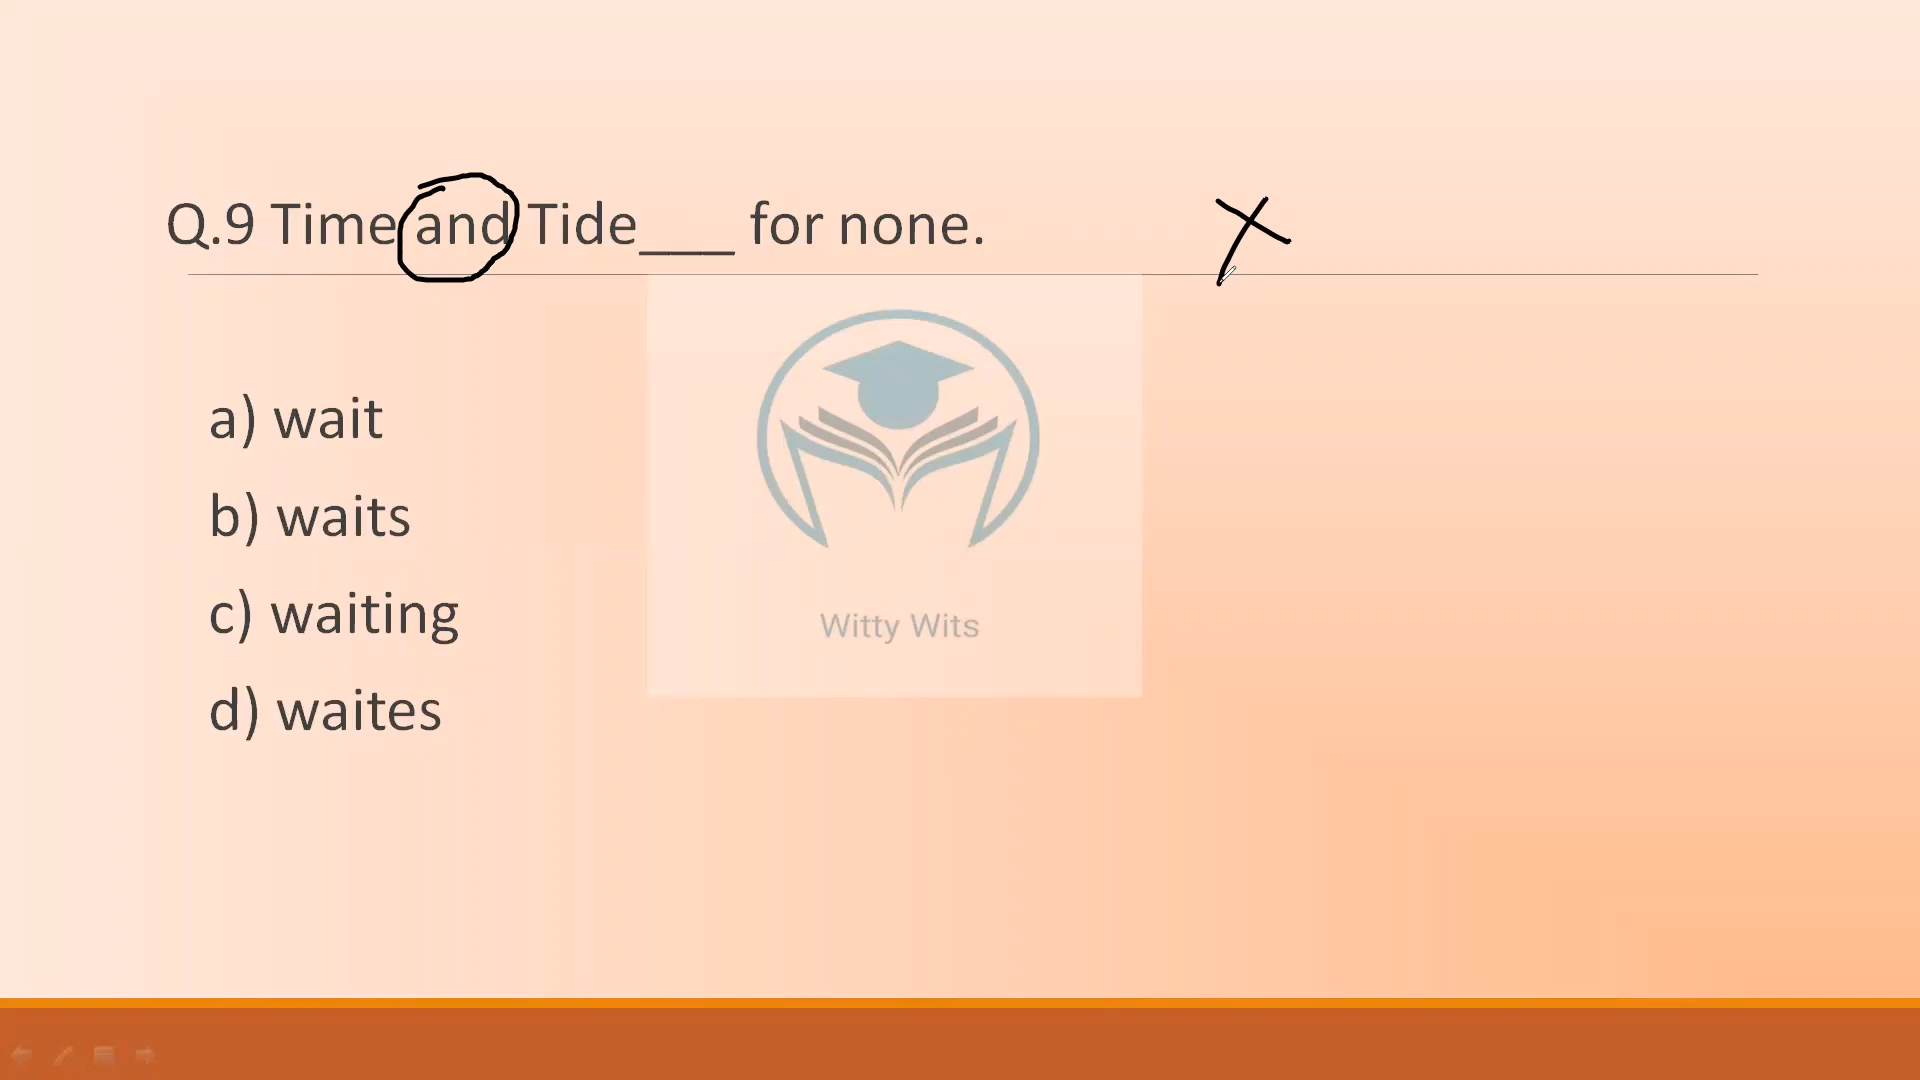 Q.9 Time and Tide___ for none.
a) wait
b) waits
c) waiting
d) waites
Witty Wits